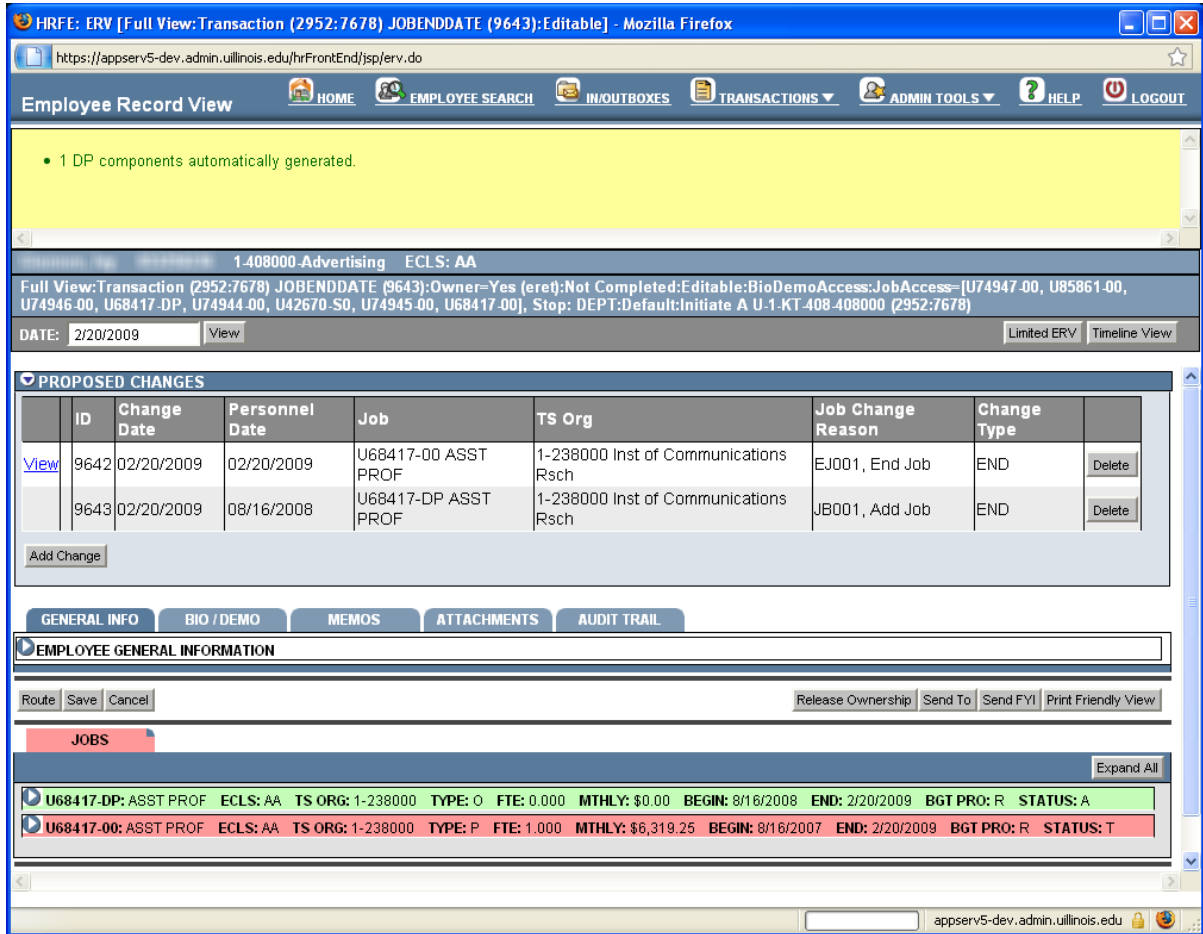 HRFE: ERV [Full View:Transaction (2952:7678) JOBENDDATE (9643):Editable] - Mozilla Firefox
https://appserv5-dev.admin.uillinois.edu/hrFrontEnd/jsp/erv.do
Employee Record View HOME EMPLOYEE SEARCH IN/OUTBOXES TRANSACTIONS ADMIN TOOLS HELP LOGOUT
• 1 DP components automatically generated.
1-408000-Advertising ECLS: AA
Full View:Transaction (2952:7678) JOBENDDATE (9643):Owner=Yes (eret):Not Completed:Editable:BioDemoAccess:JobAccess=[U74947-00, U85861-00,
U74946-00, U68417-DP, U74944-00, U42670-S0, U74945-00, U68417-00], Stop: DEPT:Default:Initiate A U-1-KT-408-408000 (2952:7678)
DATE: 2/20/2009 View Limited ERV Timeline View
PROPOSED CHANGES
ID Change Date Personnel Date Job TS Org Job Change Reason Change Type
View 9642 02/20/2009 02/20/2009 U68417-00 ASST PROF 1-238000 Inst of Communications Rsch EJ001, End Job END Delete
9643 02/20/2009 08/16/2008 U68417-DP ASST PROF 1-238000 Inst of Communications Rsch JB001, Add Job END Delete
Add Change
GENERAL INFO BIO / DEMO MEMOS ATTACHMENTS AUDIT TRAIL
EMPLOYEE GENERAL INFORMATION
Route Save Cancel Release Ownership Send To Send FYI Print Friendly View
JOBS
Expand All
U68417-DP: ASST PROF ECLS: AA TS ORG: 1-238000 TYPE: O FTE: 0.000 MTHLY: $0.00 BEGIN: 8/16/2008 END: 2/20/2009 BGT PRO: R STATUS: A
U68417-00: ASST PROF ECLS: AA TS ORG: 1-238000 TYPE: P FTE: 1.000 MTHLY: $6,319.25 BEGIN: 8/16/2007 END: 2/20/2009 BGT PRO: R STATUS: T
appserv5-dev.admin.uillinois.edu